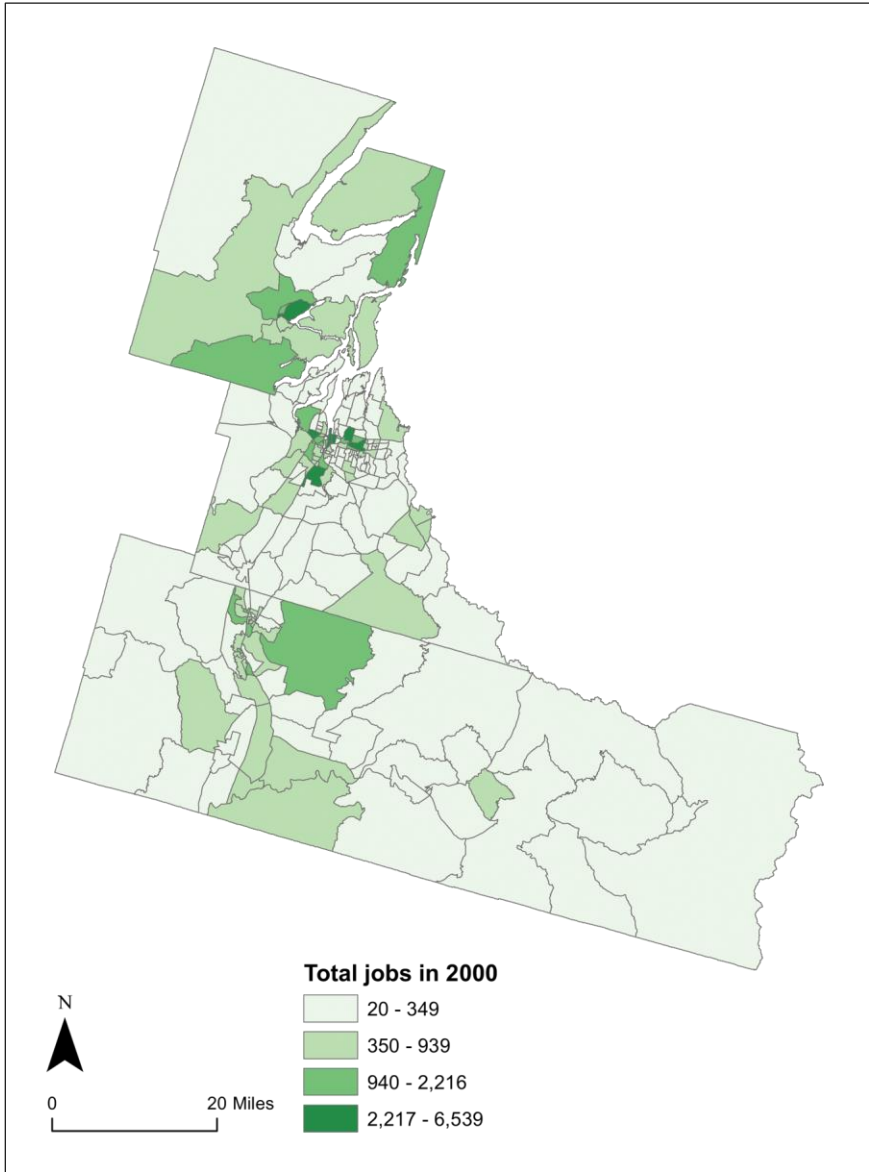 Total jobs in 2000
20 - 349
350 - 939
940 - 2,216
2,217 - 6,539
N
0 20 Miles